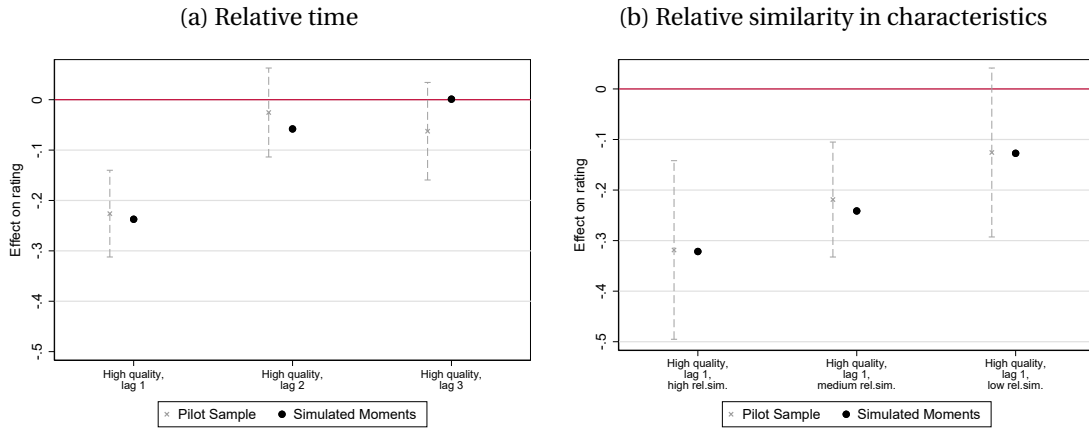 (a) Relative time
Effect on rating
0
-.1
-.2
-.3
-.4
-.5
High quality,
lag 1
High quality,
lag 2
High quality,
lag 3
Pilot Sample
Simulated Moments
(b) Relative similarity in characteristics
Effect on rating
0
-.1
-.2
-.3
-.4
-.5
High quality,
lag 1,
high rel.sim.
High quality,
lag 1,
medium rel.sim.
High quality,
lag 1,
low rel.sim.
Pilot Sample
Simulated Moments